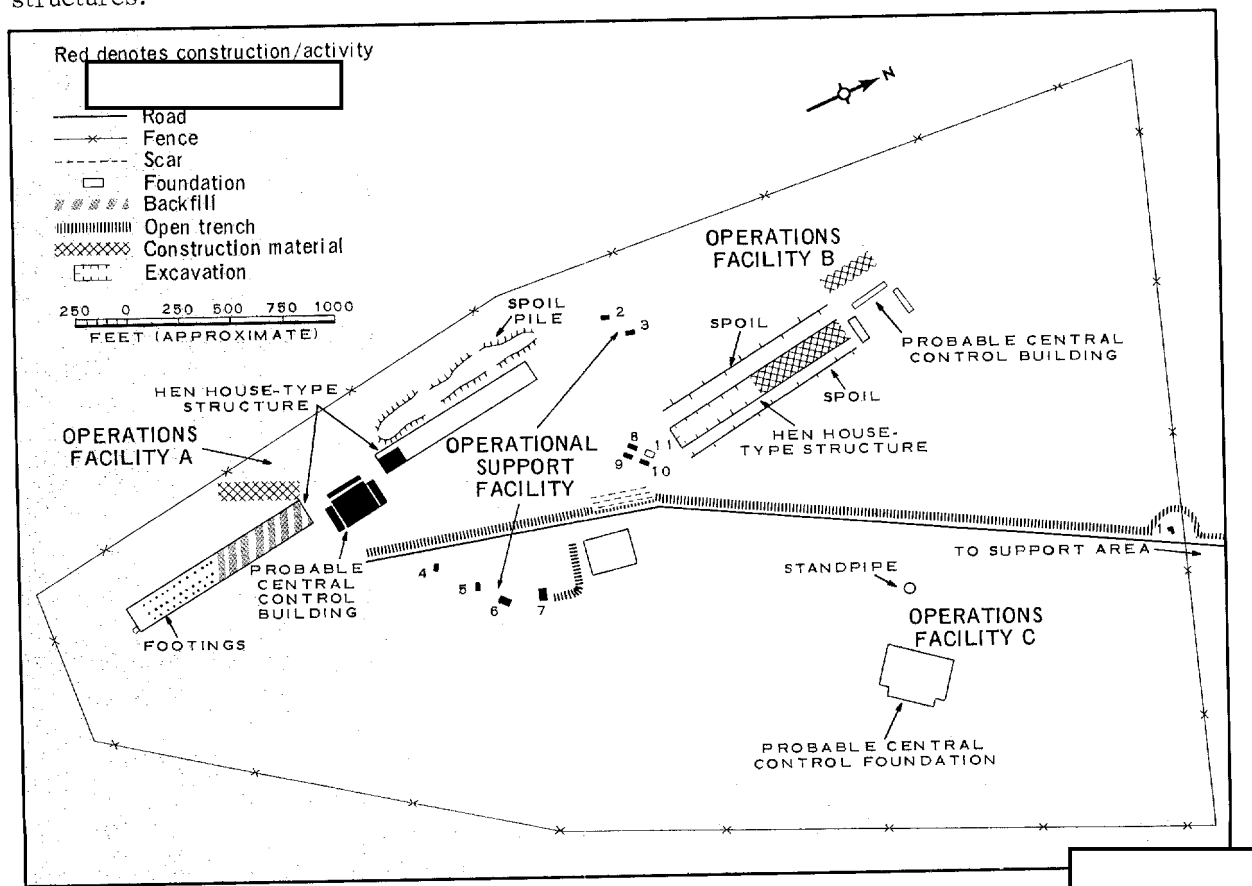 structures.
Red denotes construction/activity
Road
Fence
Scar
Foundation
Backfill
Open trench
Construction material
Excavation
250 0 250 500 750 1000
FEET (APPROXIMATE)
N
OPERATIONS
FACILITY B
SPOIL
PILE
2
3
SPOIL
PROBABLE CENTRAL
CONTROL BUILDING
HEN HOUSE-TYPE
STRUCTURE
SPOIL
OPERATIONS
FACILITY A
OPERATIONAL
SUPPORT
FACILITY
8
11
9
10
HEN HOUSE-
TYPE STRUCTURE
TO SUPPORT AREA
PROBABLE
CENTRAL
CONTROL
BUILDING
4
5
6
7
STANDPIPE
OPERATIONS
FACILITY C
FOOTINGS
PROBABLE CENTRAL
CONTROL FOUNDATION